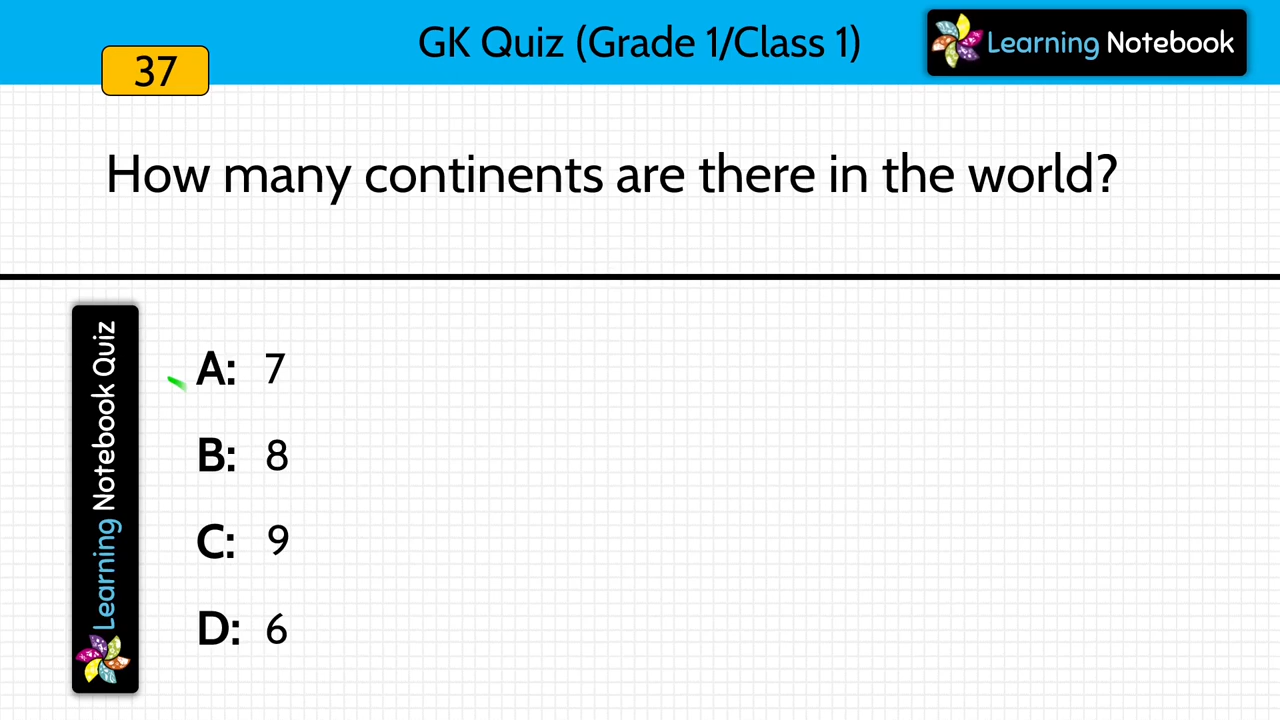 GK Quiz (Grade 1/Class 1)
Learning Notebook
37
How many continents are there in the world?
Learning Notebook Quiz
A: 7
B: 8
C: 9
D: 6